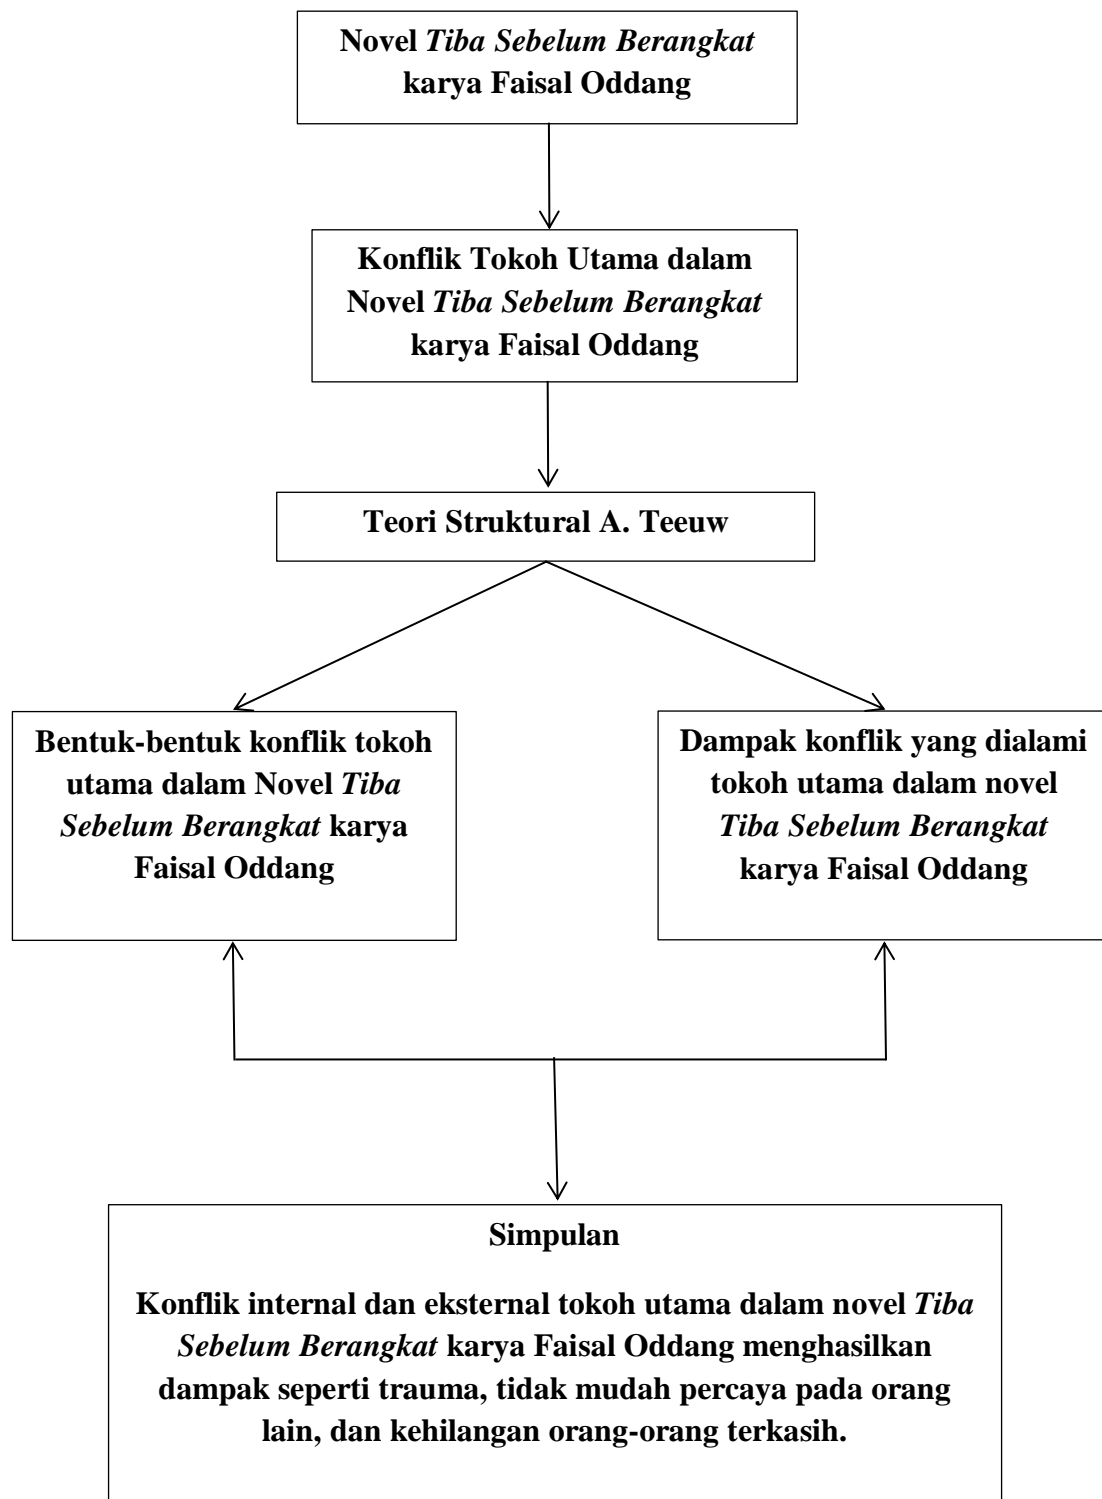 Novel Tiba Sebelum Berangkat
karya Faisal Oddang
Konflik Tokoh Utama dalam
Novel Tiba Sebelum Berangkat
karya Faisal Oddang
Teori Struktural A. Teeuw
Bentuk-bentuk konflik tokoh
utama dalam Novel Tiba
Sebelum Berangkat karya
Faisal Oddang
Dampak konflik yang dialami
tokoh utama dalam novel
Tiba Sebelum Berangkat
karya Faisal Oddang
Simpulan
Konflik internal dan eksternal tokoh utama dalam novel Tiba
Sebelum Berangkat karya Faisal Oddang menghasilkan
dampak seperti trauma, tidak mudah percaya pada orang
lain, dan kehilangan orang-orang terkasih.